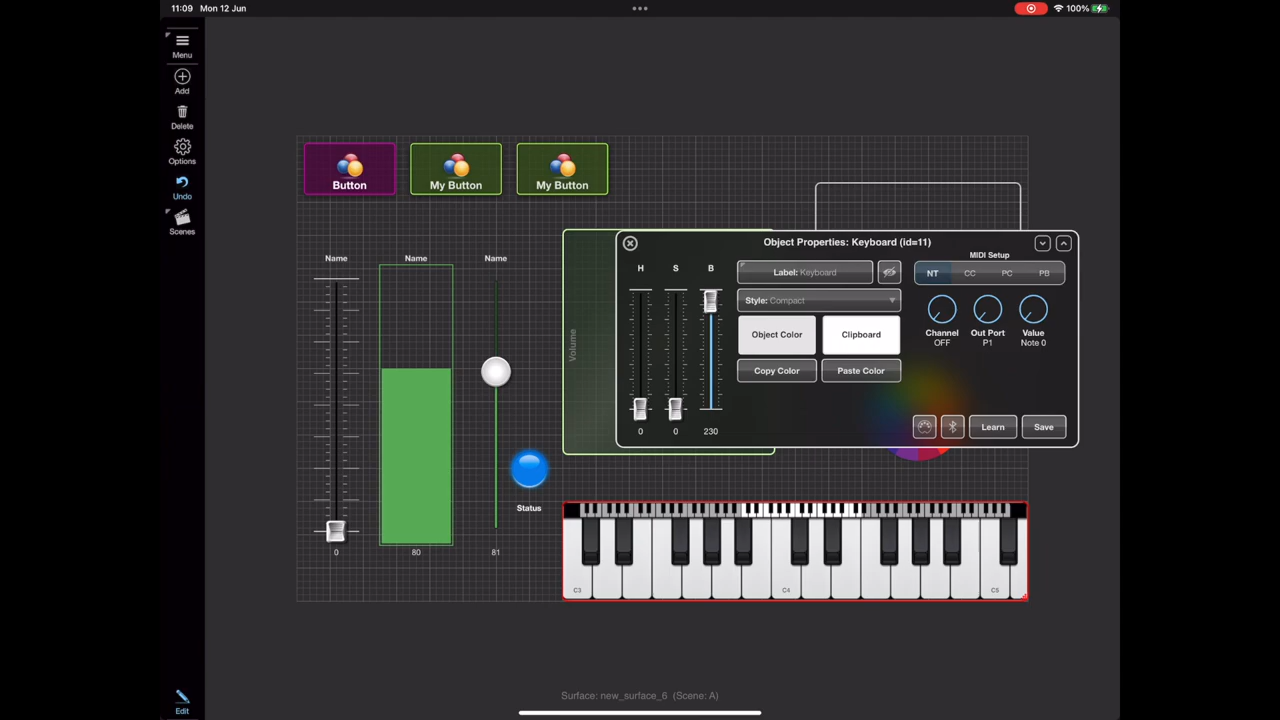 11:09 Mon 12 Jun
100%
Menu
Add
Delete
Options
Undo
Scenes
Edit
Button
My Button
My Button
Name
Name
Name
0
80
81
Status
Volume
Object Properties: Keyboard (id=11)
H
S
B
0
0
230
Label: Keyboard
Style: Compact
Object Color
Clipboard
Copy Color
Paste Color
MIDI Setup
NT
CC
PC
PB
Channel
OFF
Out Port
P1
Value
Note 0
Learn
Save
C3
C4
C5
Surface: new_surface_6 (Scene: A)